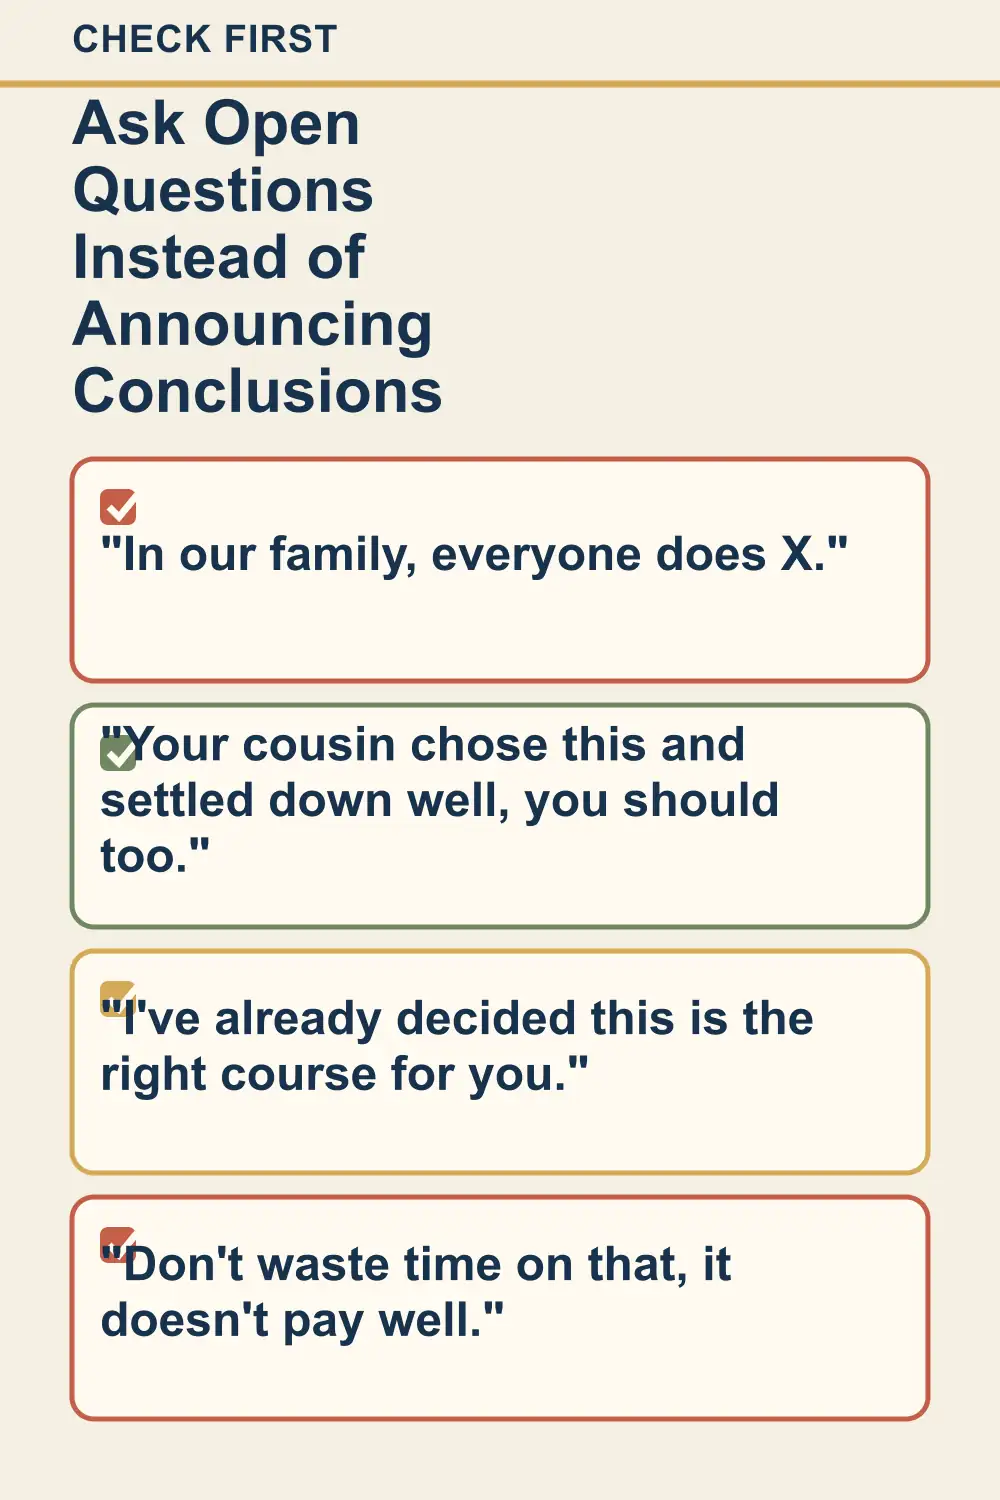 CHECK FIRST
Ask Open
Questions
Instead of
Announcing
Conclusions
"In our family, everyone does X."
"Your cousin chose this and
settled down well, you should
too."
"I've already decided this is the
right course for you."
"Don't waste time on that, it
doesn't pay well."